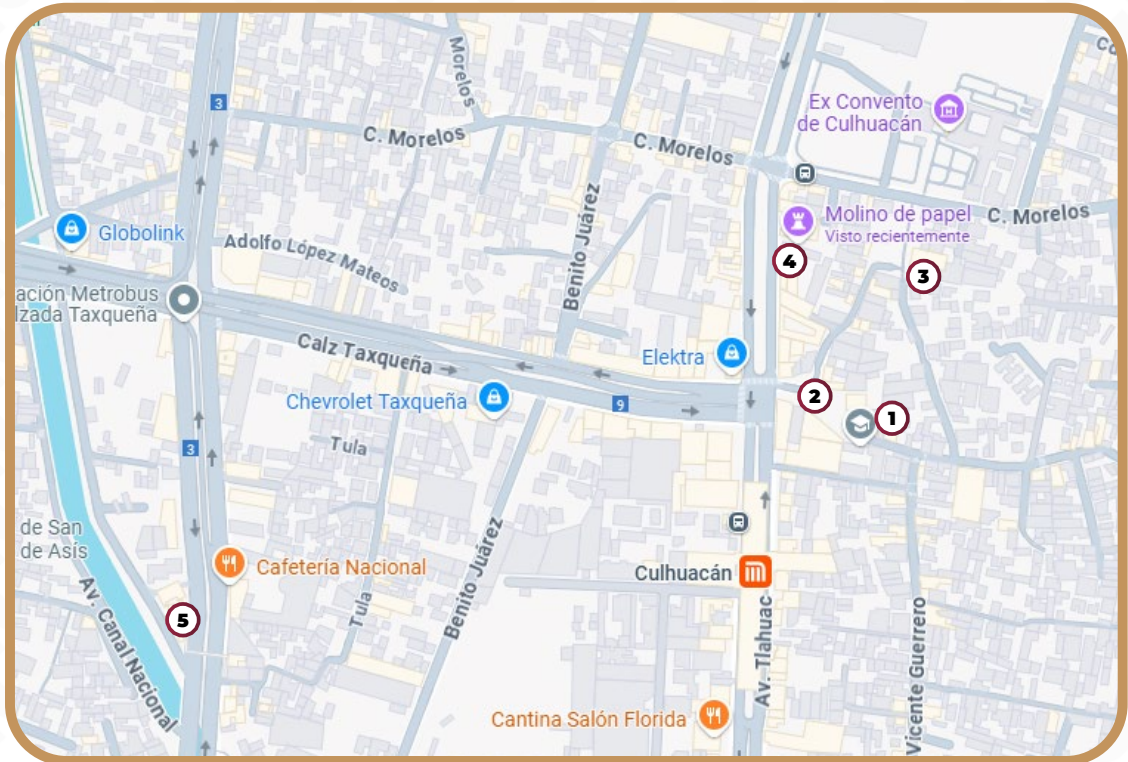 Morelos
Ex Convento
de Culhuacán
3
C. Morelos
C. Morelos
Molino de papel
Visto recientemente
C. Morelos
Globolink
Adolfo López Mateos
Benito Juárez
4
3
ación Metrobus
lzada Taxqueña
Calz Taxqueña
Elektra
Chevrolet Taxqueña
9
2
1
3
Tula
de San
de Asís
Cafetería Nacional
Culhuacán
Benito Juárez
Tula
5
Av. Canal Nacional
Av. Tlahuac
Vicente Guerrero
Cantina Salón Florida